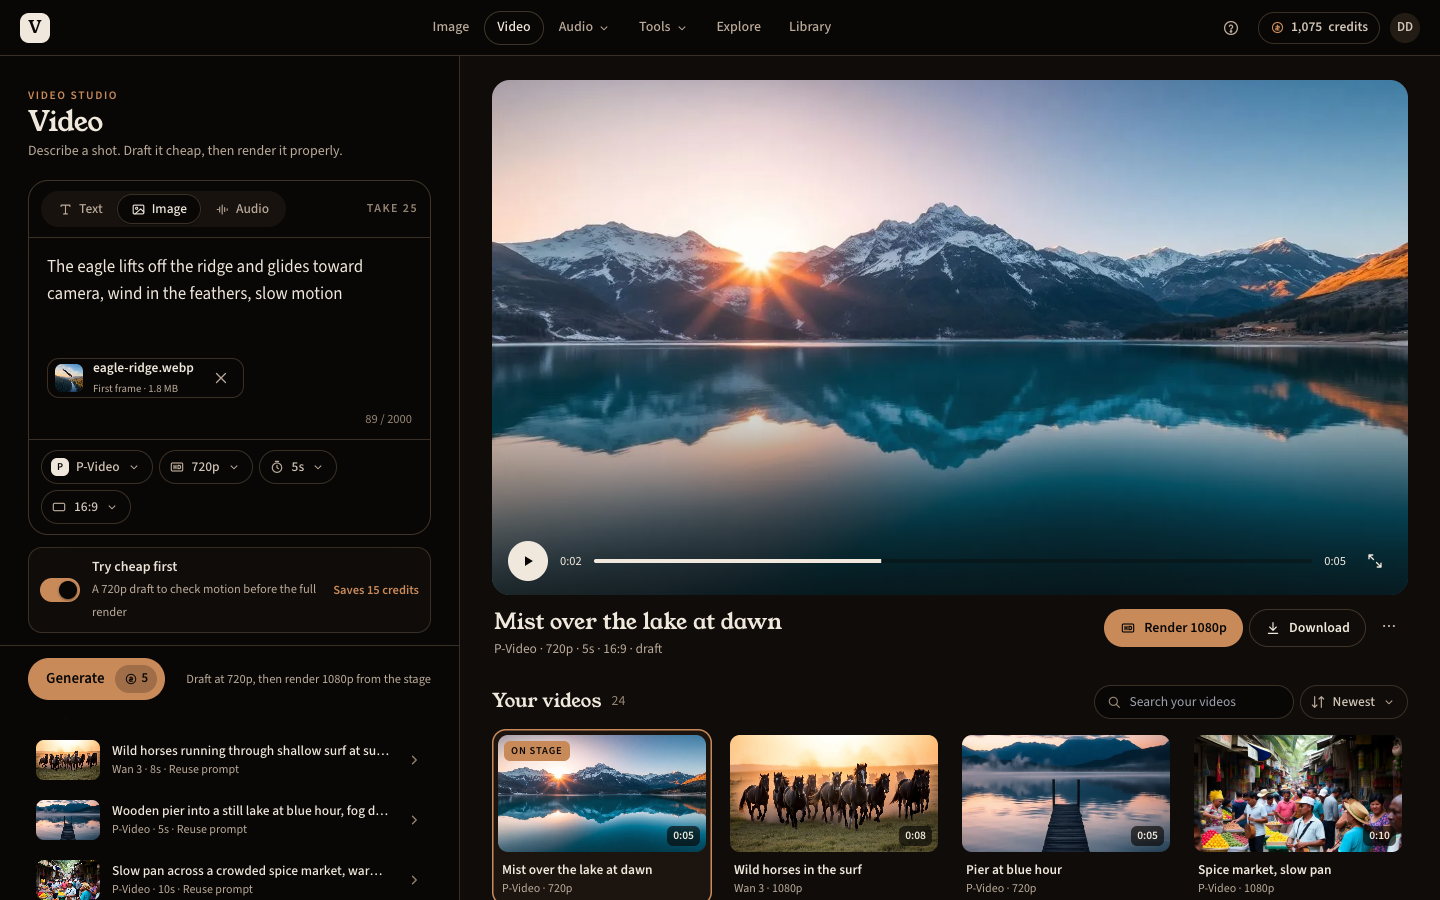 V
Image
Video
Audio
Tools
Explore
Library
1,075 credits
DD
VIDEO STUDIO
Video
Describe a shot. Draft it cheap, then render it properly.
Text
Image
Audio
TAKE 25
The eagle lifts off the ridge and glides toward
camera, wind in the feathers, slow motion
eagle-ridge.webp
First frame · 1.8 MB
89 / 2000
P P-Video
HD 720p
5s
16:9
Try cheap first
A 720p draft to check motion before the full
render
Saves 15 credits
Generate 5
Draft at 720p, then render 1080p from the stage
Wild horses running through shallow surf at su...
Wan 3 · 8s · Reuse prompt
Wooden pier into a still lake at blue hour, fog d...
P-Video · 5s · Reuse prompt
Slow pan across a crowded spice market, war...
P-Video · 10s · Reuse prompt
0:02
0:05
Mist over the lake at dawn
P-Video · 720p · 5s · 16:9 · draft
HD Render 1080p
Download
Your videos 24
Search your videos
Newest
ON STAGE
0:05
Mist over the lake at dawn
P-Video · 720p
0:08
Wild horses in the surf
Wan 3 · 1080p
0:05
Pier at blue hour
P-Video · 720p
0:10
Spice market, slow pan
P-Video · 1080p